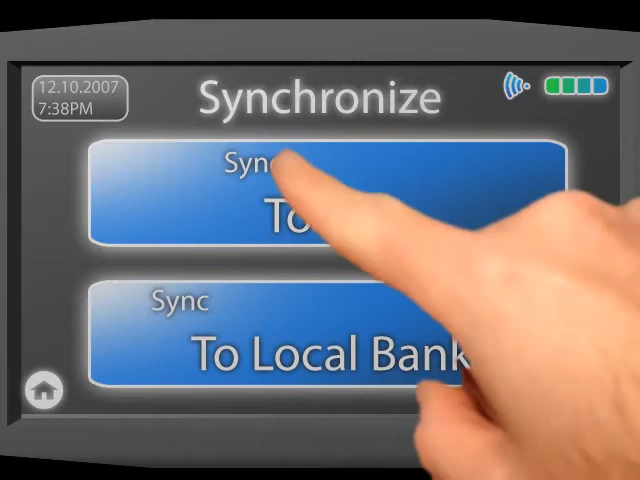 12.10.2007
7:38PM
Synchronize
Sync
To
Sync
To Local Bank